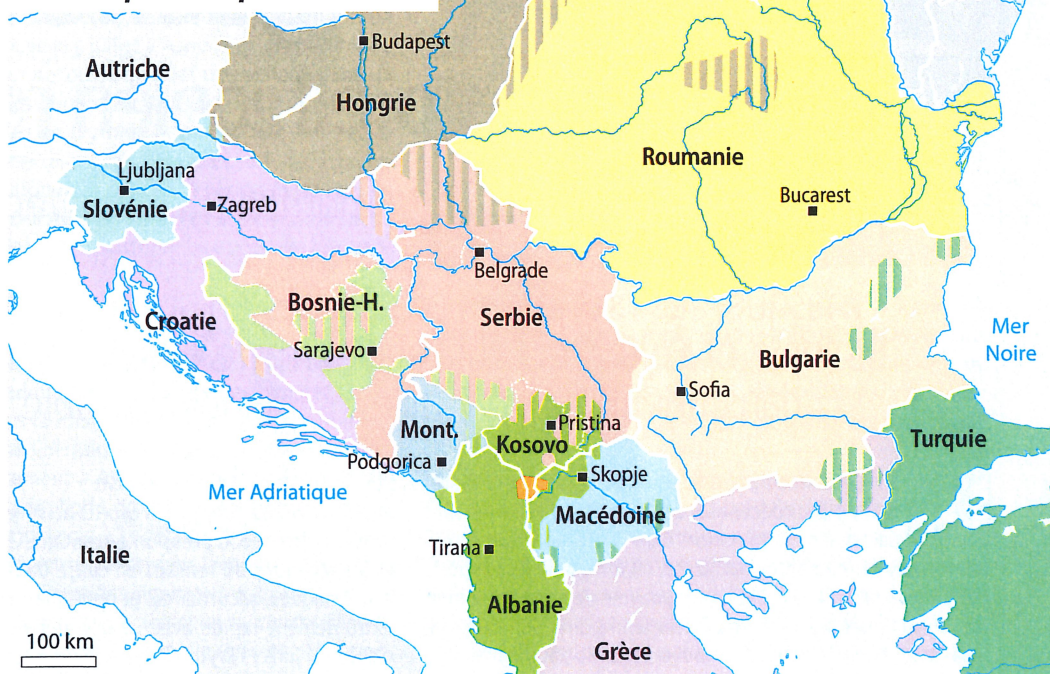 Budapest
Autriche
Hongrie
Roumanie
Ljubljana
Slovénie
Zagreb
Bucarest
Belgrade
Bosnie-H.
Croatie
Serbie
Mer
Noire
Sarajevo
Bulgarie
Sofia
Pristina
Mont.
Kosovo
Turquie
Podgorica
Skopje
Mer Adriatique
Macédoine
Tirana
Italie
Albanie
100 km
Grèce